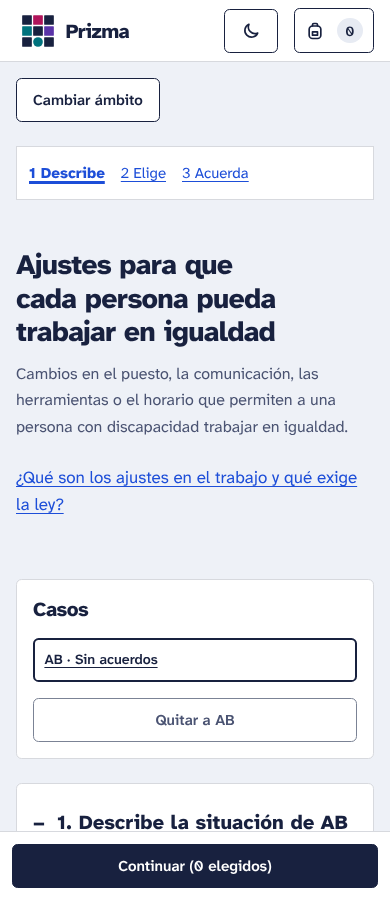 Prizma
0
Cambiar ámbito
1 Describe 2 Elige 3 Acuerda
Ajustes para que
cada persona pueda
trabajar en igualdad
Cambios en el puesto, la comunicación, las
herramientas o el horario que permiten a una
persona con discapacidad trabajar en igualdad.
¿Qué son los ajustes en el trabajo y qué exige
la ley?
Casos
AB · Sin acuerdos
Quitar a AB
– 1. Describe la situación de AB
Continuar (0 elegidos)